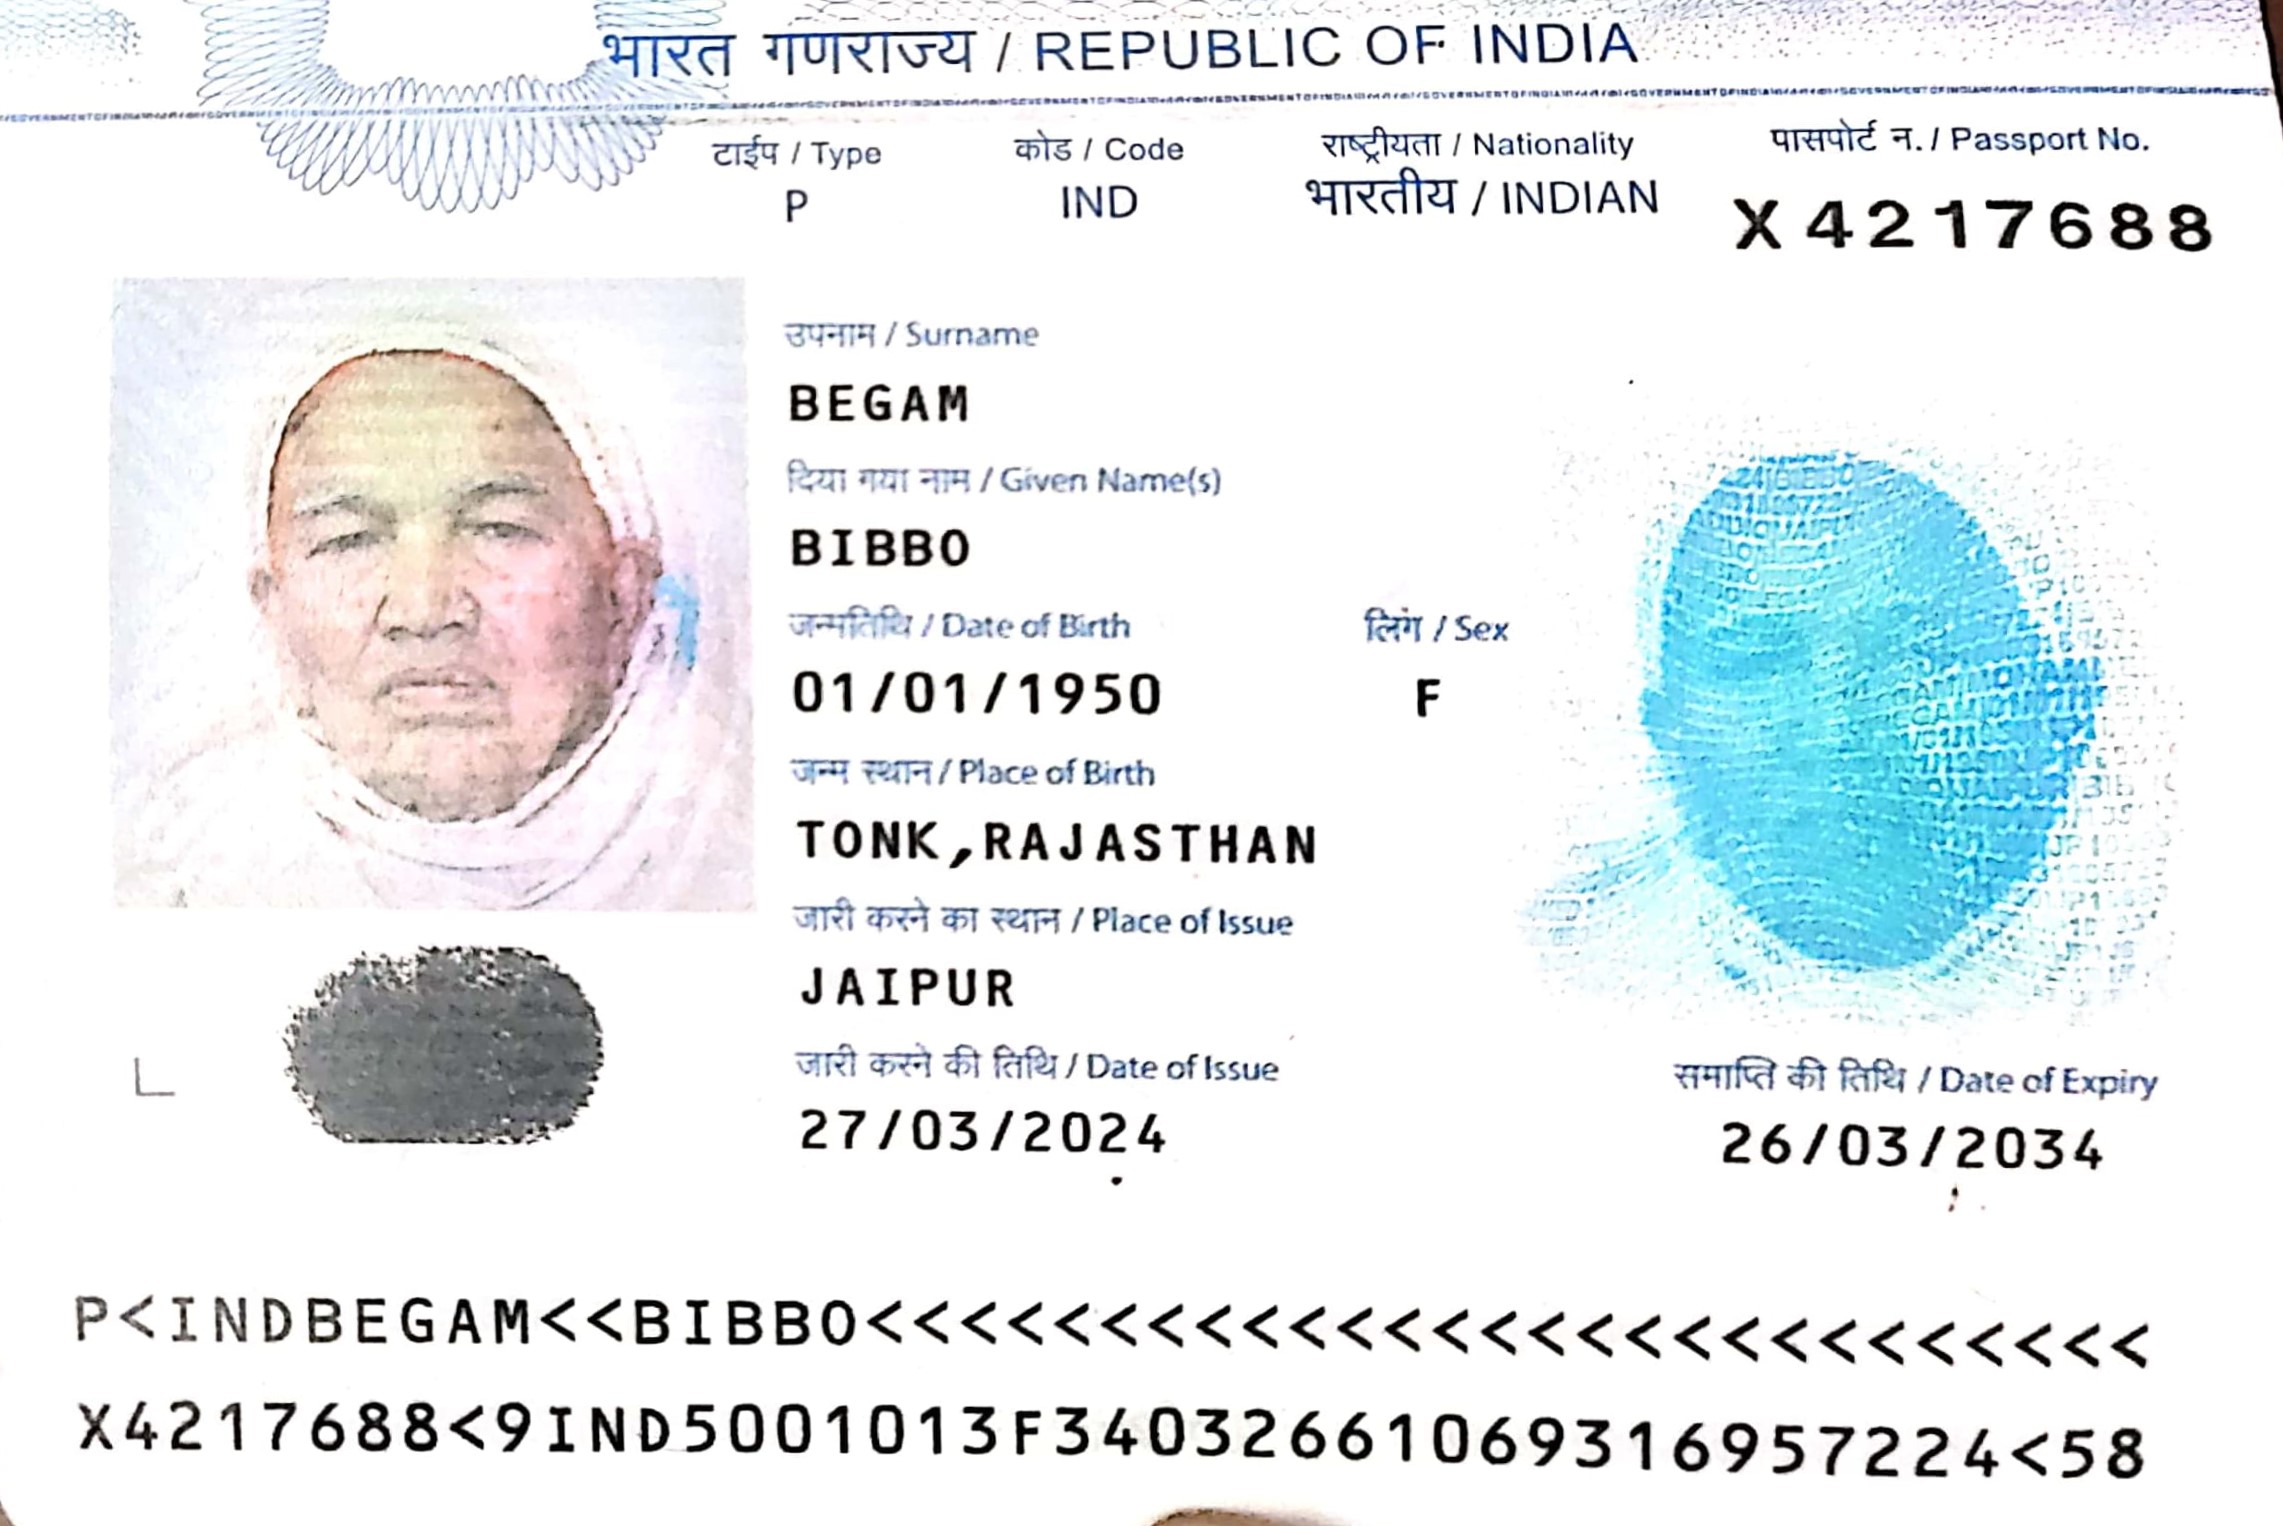 भारत गणराज्य / REPUBLIC OF INDIA
टाईप / Type
P
कोड / Code
IND
राष्ट्रीयता / Nationality
भारतीय / INDIAN
पासपोर्ट न. / Passport No.
X4217688
उपनाम / Surname
BEGAM
दिया गया नाम / Given Name(s)
BIBBO
जन्मतिथि / Date of Birth
01/01/1950
लिंग / Sex
F
जन्म स्थान / Place of Birth
TONK,RAJASTHAN
जारी करने का स्थान / Place of Issue
JAIPUR
जारी करने की तिथि / Date of Issue
27/03/2024
समाप्ति की तिथि / Date of Expiry
26/03/2034
P<INDBEGAM<<BIBBO<<<<<<<<<<<<<<<<<<<<<<<<<<<
X4217688<9IND5001013F34032661069316957224<58